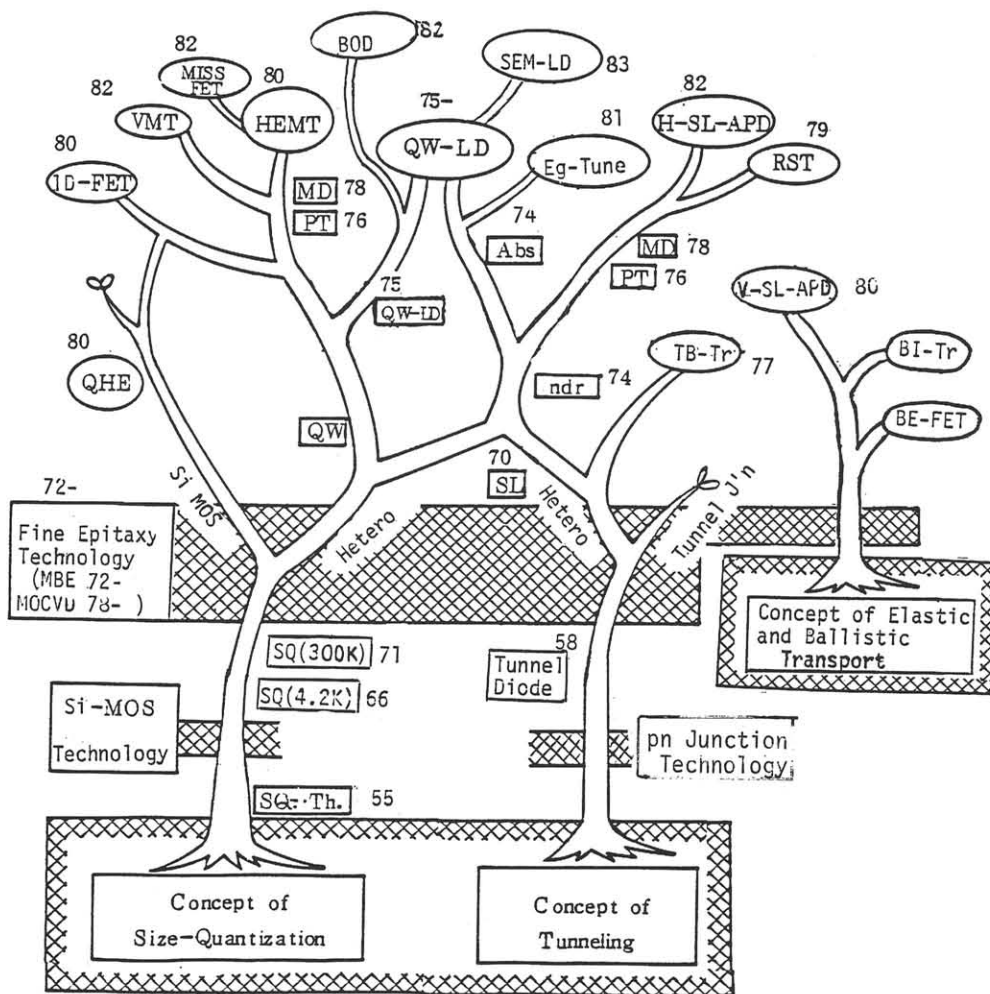 BOD
82
SEM-LD
83
82
MISS
FET
80
HEMT
82
VMT
75-
QW-LD
81
Eg-Tune
82
H-SL-APD
79
RST
80
1D-FET
MD 78
PT 76
74
Abs
MD 78
PT 76
75
QW-LD
V-SL-APD 80
80
QHE
TB-Tr
77
BI-Tr
ndr 74
BE-FET
QW
70
SL
Si MOS
Hetero
Hetero
Tunnel J'n
72-
Fine Epitaxy
Technology
(MBE 72-
MOCVD 78- )
Concept of Elastic
and Ballistic
Transport
SQ(300K) 71
SQ(4.2K) 66
58
Tunnel
Diode
Si-MOS
Technology
pn Junction
Technology
SQ-Th. 55
Concept of
Size-Quantization
Concept of
Tunneling